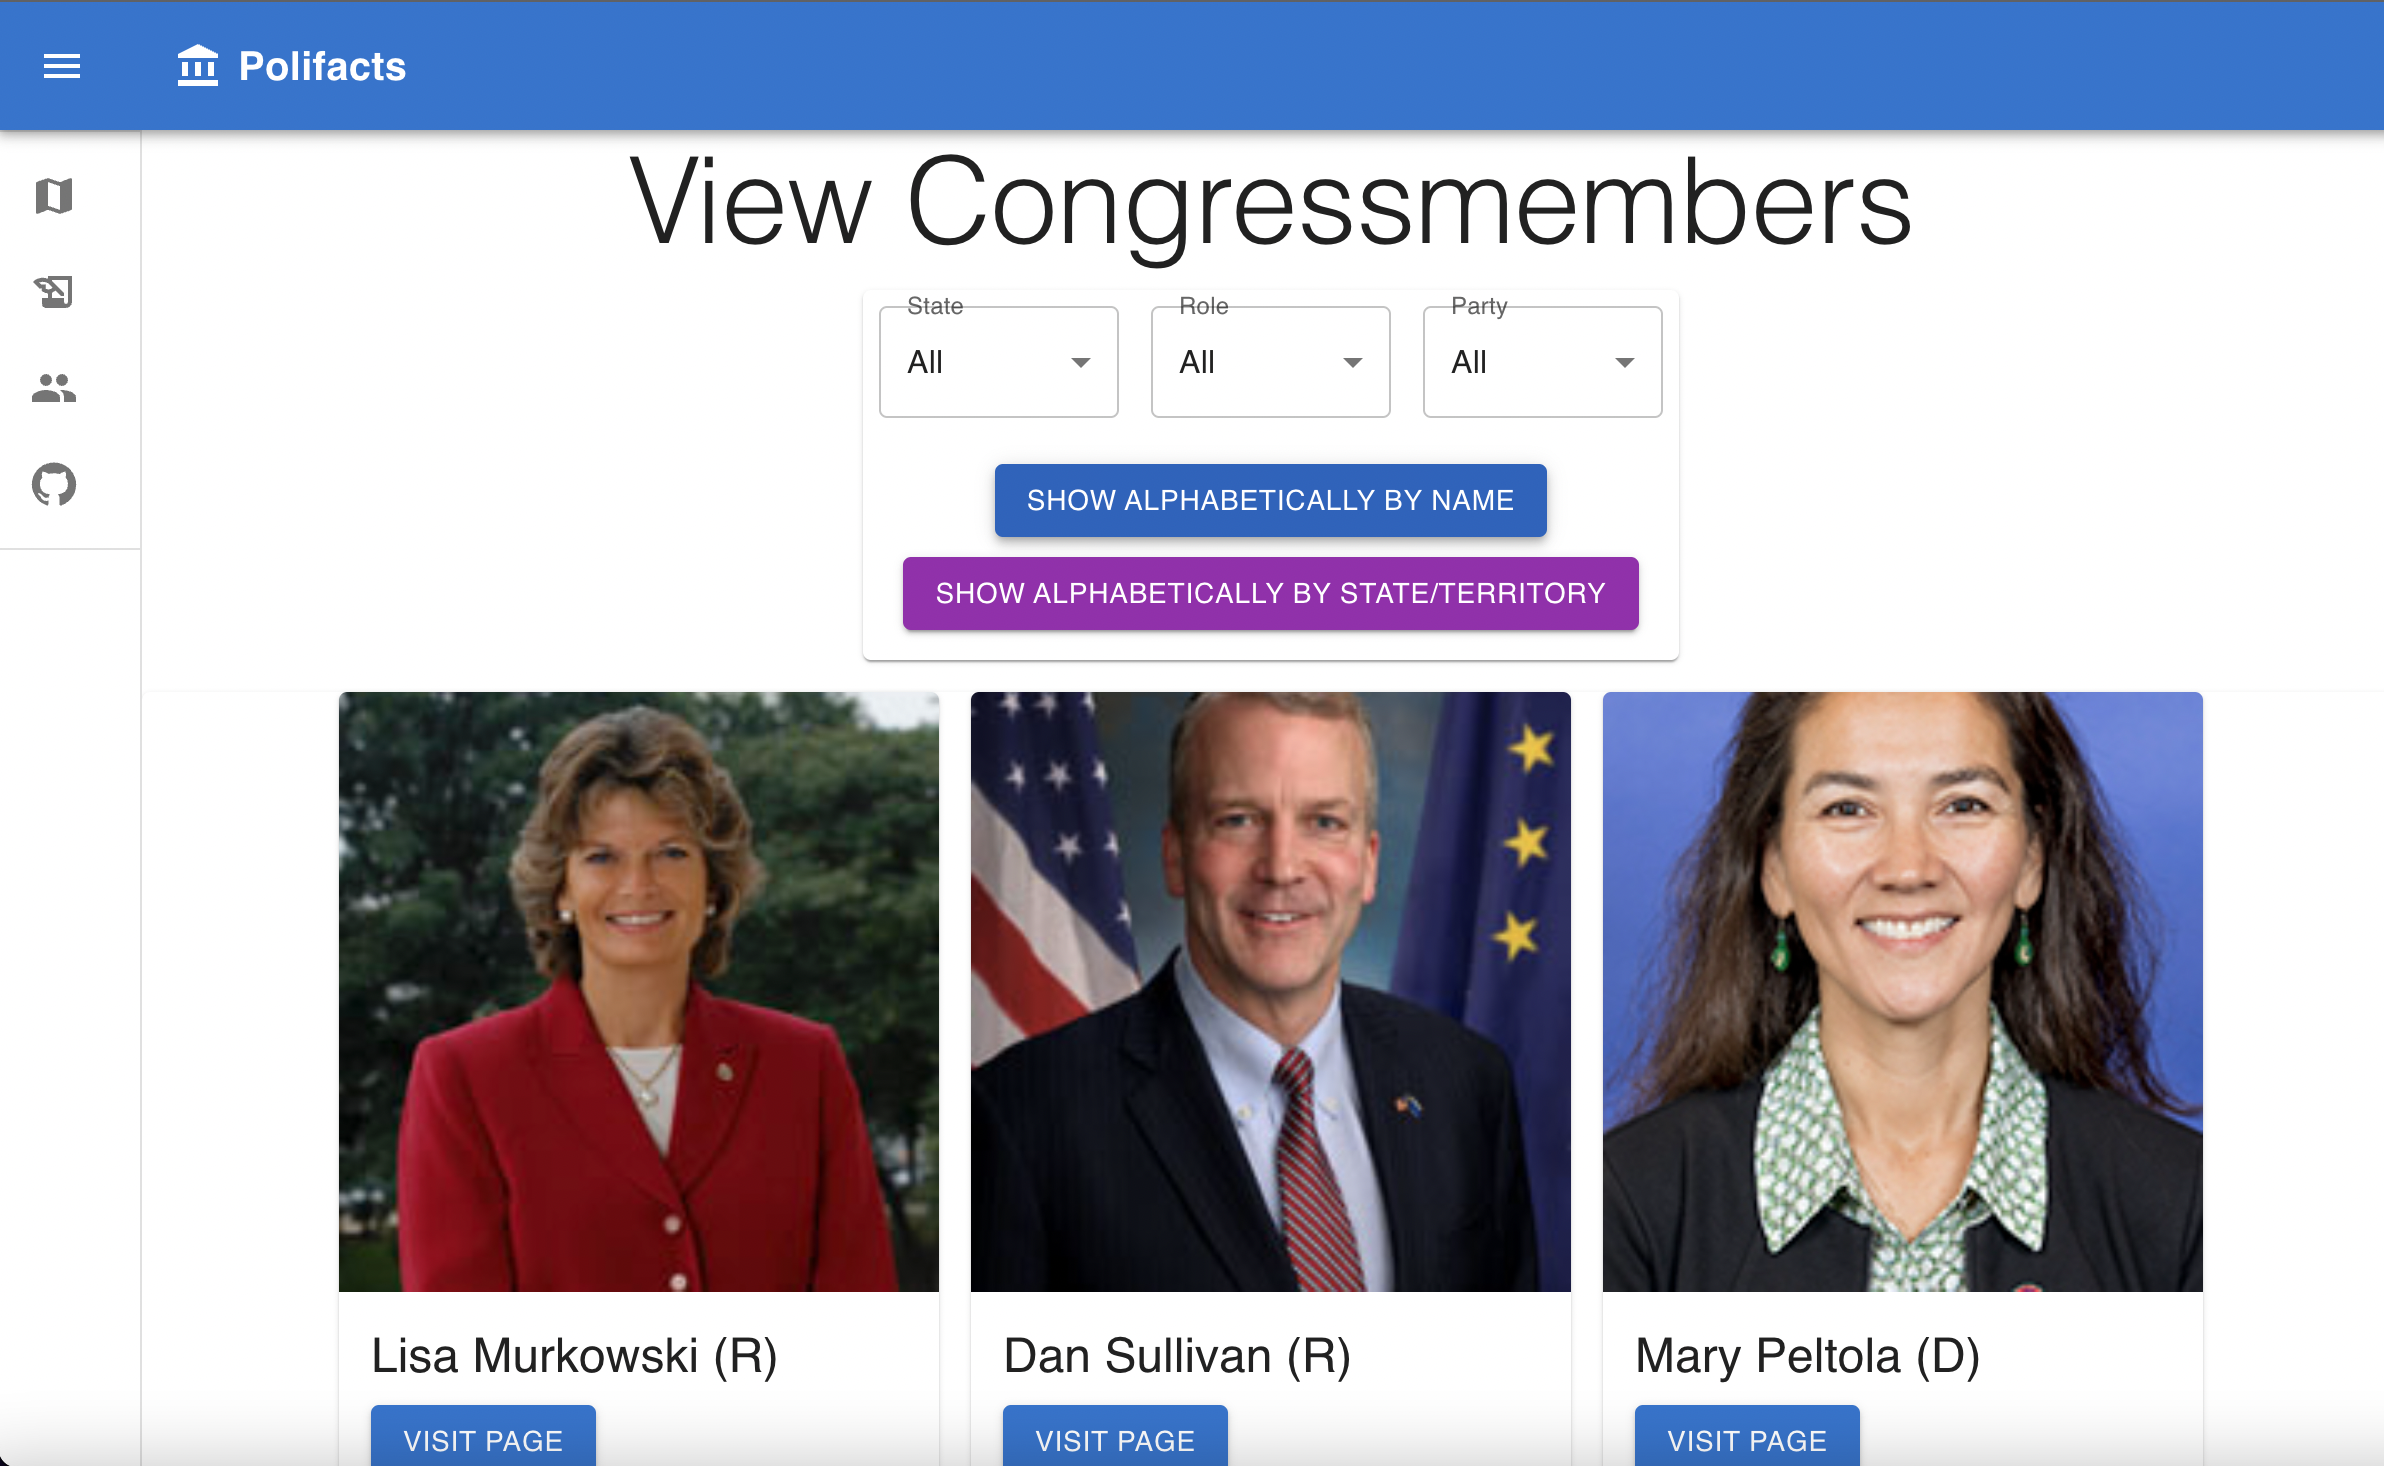 Polifacts
View Congressmembers
State Role Party
All All All
SHOW ALPHABETICALLY BY NAME
SHOW ALPHABETICALLY BY STATE/TERRITORY
Lisa Murkowski (R) Dan Sullivan (R) Mary Peltola (D)
VISIT PAGE VISIT PAGE VISIT PAGE